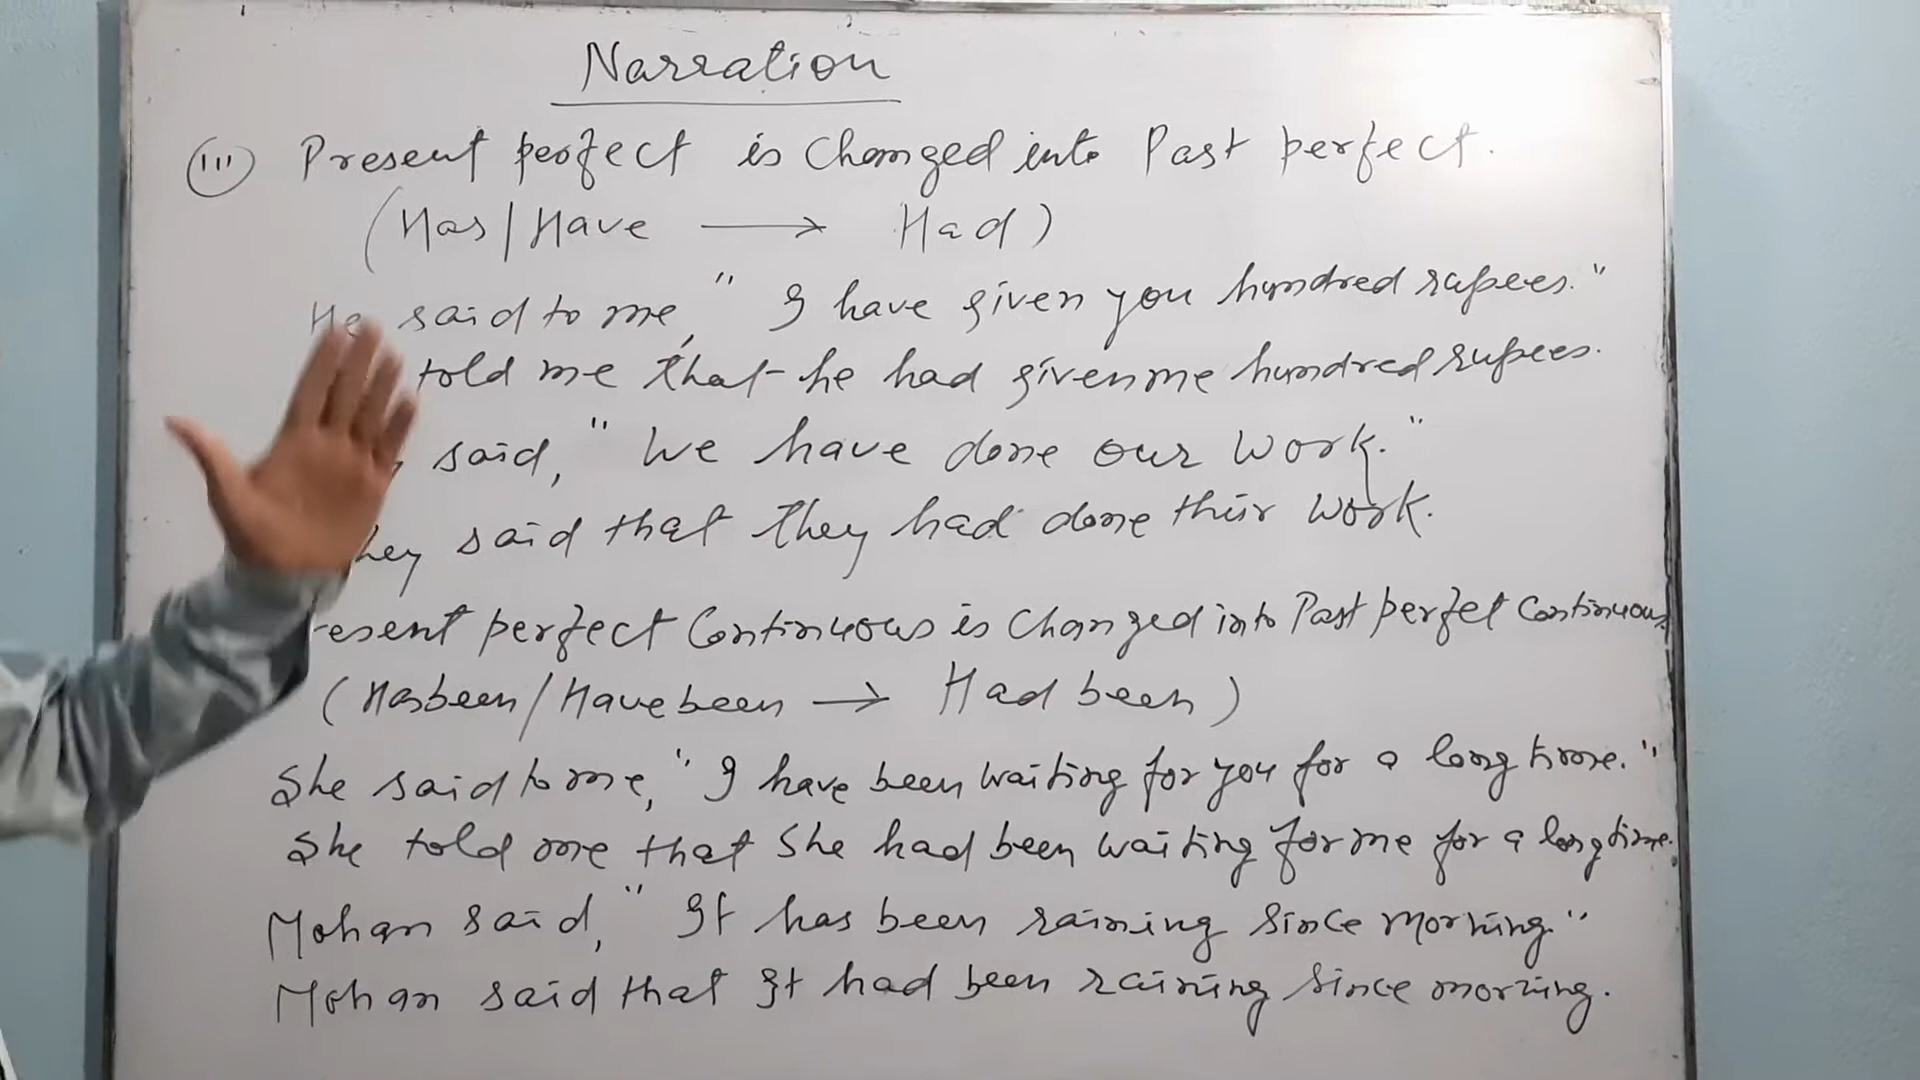 Narration
(iii) Present perfect is changed into Past perfect.
(Has/Have → Had)
He said to me, "I have given you hundred rupees."
told me that he had given me hundred rupees.
said, "We have done our work."
said that they had done thiir work.
perfect Continuous is changed into Past perfet Continuous.
(Has been/Have been → Had been)
She said to me, "I have been waiting for you for a long time."
She told me that She had been waiting for me for a long time.
Mohan said, "It has been raining since morning."
Mohan said that It had been raining since morning.